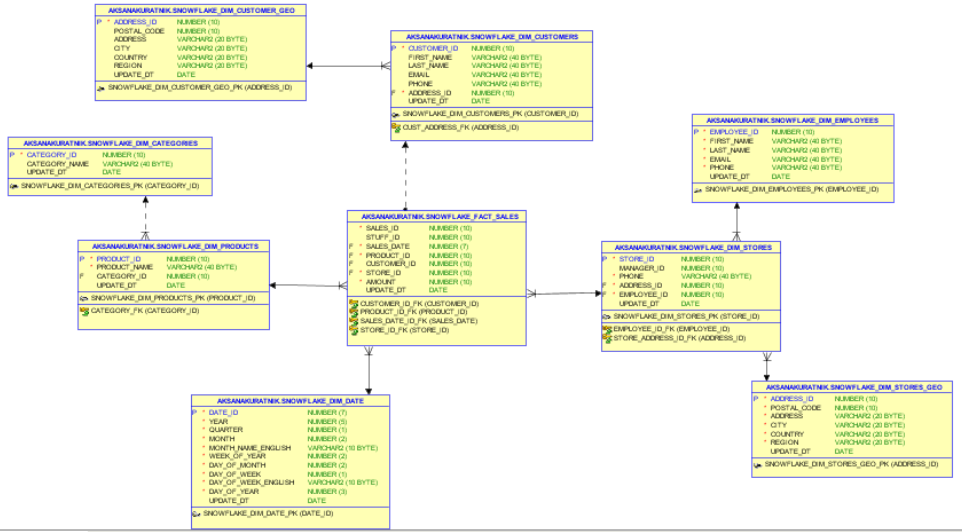 AKSANAKURATNIK.SNOWFLAKE_DIM_CUSTOMER_GEO
P * ADDRESS_ID NUMBER (10)
POSTAL_CODE NUMBER (10)
ADDRESS VARCHAR2 (20 BYTE)
CITY VARCHAR2 (20 BYTE)
COUNTRY VARCHAR2 (20 BYTE)
REGION VARCHAR2 (20 BYTE)
UPDATE_DT DATE
SNOWFLAKE_DIM_CUSTOMER_GEO_PK (ADDRESS_ID)
AKSANAKURATNIK.SNOWFLAKE_DIM_CUSTOMERS
P * CUSTOMER_ID NUMBER (10)
FIRST_NAME VARCHAR2 (40 BYTE)
LAST_NAME VARCHAR2 (40 BYTE)
EMAIL VARCHAR2 (40 BYTE)
PHONE VARCHAR2 (40 BYTE)
F * ADDRESS_ID NUMBER (10)
UPDATE_DT DATE
SNOWFLAKE_DIM_CUSTOMERS_PK (CUSTOMER_ID)
CUST_ADDRESS_FK (ADDRESS_ID)
AKSANAKURATNIK.SNOWFLAKE_DIM_CATEGORIES
P * CATEGORY_ID NUMBER (10)
CATEGORY_NAME VARCHAR2 (40 BYTE)
UPDATE_DT DATE
SNOWFLAKE_DIM_CATEGORIES_PK (CATEGORY_ID)
AKSANAKURATNIK.SNOWFLAKE_DIM_EMPLOYEES
P * EMPLOYEE_ID NUMBER (10)
* FIRST_NAME VARCHAR2 (40 BYTE)
* LAST_NAME VARCHAR2 (40 BYTE)
* EMAIL VARCHAR2 (40 BYTE)
* PHONE VARCHAR2 (40 BYTE)
UPDATE_DT DATE
SNOWFLAKE_DIM_EMPLOYEES_PK (EMPLOYEE_ID)
AKSANAKURATNIK.SNOWFLAKE_DIM_PRODUCTS
P * PRODUCT_ID NUMBER (10)
* PRODUCT_NAME VARCHAR2 (40 BYTE)
F CATEGORY_ID NUMBER (10)
UPDATE_DT DATE
SNOWFLAKE_DIM_PRODUCTS_PK (PRODUCT_ID)
CATEGORY_FK (CATEGORY_ID)
AKSANAKURATNIK.SNOWFLAKE_FACT_SALES
* SALES_ID NUMBER (10)
STUFF_ID NUMBER (10)
F * SALES_DATE NUMBER (7)
F * PRODUCT_ID NUMBER (10)
F CUSTOMER_ID NUMBER (10)
F * STORE_ID NUMBER (10)
* AMOUNT NUMBER (10)
UPDATE_DT DATE
CUSTOMER_ID_FK (CUSTOMER_ID)
PRODUCT_ID_FK (PRODUCT_ID)
SALES_DATE_ID_FK (SALES_DATE)
STORE_ID_FK (STORE_ID)
AKSANAKURATNIK.SNOWFLAKE_DIM_STORES
P * STORE_ID NUMBER (10)
MANAGER_ID NUMBER (10)
* PHONE VARCHAR2 (40 BYTE)
F * ADDRESS_ID NUMBER (10)
F * EMPLOYEE_ID NUMBER (10)
UPDATE_DT DATE
SNOWFLAKE_DIM_STORES_PK (STORE_ID)
EMPLOYEE_ID_FK (EMPLOYEE_ID)
STORE_ADDRESS_ID_FK (ADDRESS_ID)
AKSANAKURATNIK.SNOWFLAKE_DIM_DATE
P * DATE_ID NUMBER (7)
* YEAR NUMBER (5)
* QUARTER NUMBER (1)
* MONTH NUMBER (2)
* MONTH_NAME_ENGLISH VARCHAR2 (10 BYTE)
* WEEK_OF_YEAR NUMBER (2)
* DAY_OF_MONTH NUMBER (2)
* DAY_OF_WEEK NUMBER (1)
* DAY_OF_WEEK_ENGLISH VARCHAR2 (10 BYTE)
* DAY_OF_YEAR NUMBER (3)
UPDATE_DT DATE
SNOWFLAKE_DIM_DATE_PK (DATE_ID)
AKSANAKURATNIK.SNOWFLAKE_DIM_STORES_GEO
P * ADDRESS_ID NUMBER (10)
* POSTAL_CODE NUMBER (10)
* ADDRESS VARCHAR2 (20 BYTE)
* CITY VARCHAR2 (20 BYTE)
* COUNTRY VARCHAR2 (20 BYTE)
* REGION VARCHAR2 (20 BYTE)
UPDATE_DT DATE
SNOWFLAKE_DIM_STORES_GEO_PK (ADDRESS_ID)